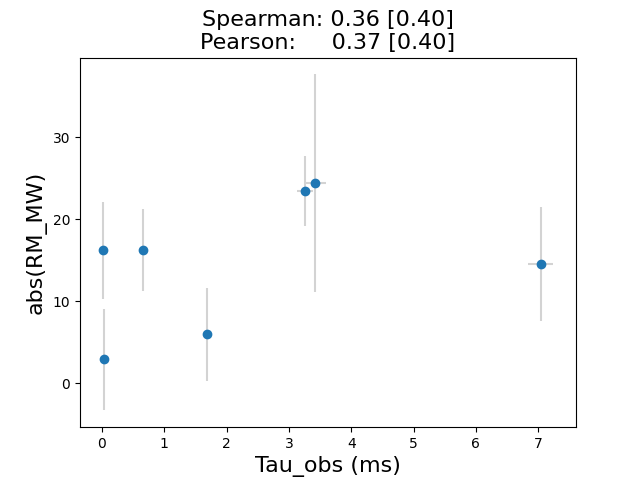 Spearman: 0.36 [0.40]
Pearson: 0.37 [0.40]
abs(RM_MW)
30
20
10
0
0 1 2 3 4 5 6 7
Tau_obs (ms)